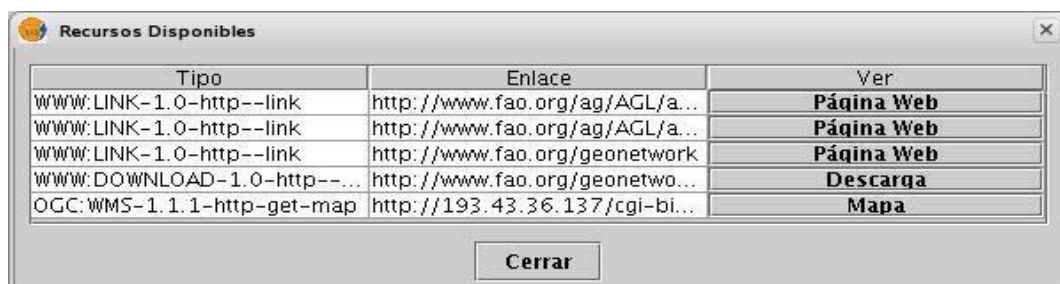 Recursos Disponibles
Tipo Enlace Ver
WWW:LINK-1.0-http--link http://www.fao.org/ag/AGL/a... Página Web
WWW:LINK-1.0-http--link http://www.fao.org/ag/AGL/a... Página Web
WWW:LINK-1.0-http--link http://www.fao.org/geonetwork Página Web
WWW:DOWNLOAD-1.0-http--... http://www.fao.org/geonetwo... Descarga
OGC:WMS-1.1.1-http-get-map http://193.43.36.137/cgi-bi... Mapa
Cerrar